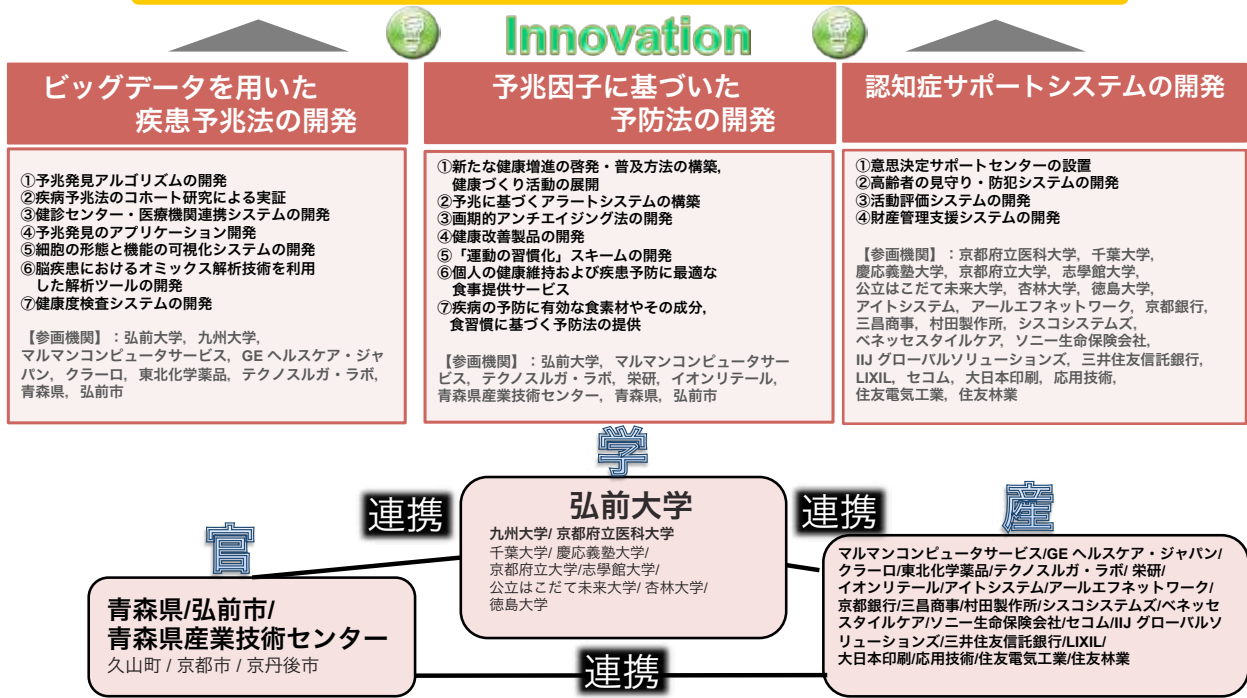 Innovation
ビッグデータを用いた
疾患予兆法の開発
①予兆発見アルゴリズムの開発
②疾病予兆法のコホート研究による実証
③健診センター・医療機関連携システムの開発
④予兆発見のアプリケーション開発
⑤細胞の形態と機能の可視化システムの開発
⑥脳疾患におけるオミックス解析技術を利用
した解析ツールの開発
⑦健康度検査システムの開発
【参画機関】：弘前大学, 九州大学,
マルマンコンピュータサービス, GE ヘルスケア・ジャ
パン, クラーロ, 東北化学薬品, テクノスルガ・ラボ,
青森県, 弘前市
予兆因子に基づいた
予防法の開発
①新たな健康増進の啓発・普及方法の構築,
健康づくり活動の展開
②予兆に基づくアラートシステムの構築
③画期的アンチエイジング法の開発
④健康改善製品の開発
⑤「運動の習慣化」スキームの開発
⑥個人の健康維持および疾患予防に最適な
食事提供サービス
⑦疾病の予防に有効な食素材やその成分,
食習慣に基づく予防法の提供
【参画機関】：弘前大学, マルマンコンピュータサー
ビス, テクノスルガ・ラボ, 栄研, イオンリテール,
青森県産業技術センター, 青森県, 弘前市
認知症サポートシステムの開発
①意思決定サポートセンターの設置
②高齢者の見守り・防犯システムの開発
③活動評価システムの開発
④財産管理支援システムの開発
【参画機関】：京都府立医科大学, 千葉大学,
慶応義塾大学, 京都府立大学, 志學館大学,
公立はこだて未来大学, 杏林大学, 徳島大学,
アイトシステム, アールエフネットワーク, 京都銀行,
三昌商事, 村田製作所, シスコシステムズ,
ベネッセスタイルケア, ソニー生命保険会社,
IIJ グローバルソリューションズ, 三井住友信託銀行,
LIXIL, セコム, 大日本印刷, 応用技術,
住友電気工業, 住友林業
学
連携
弘前大学
九州大学/ 京都府立医科大学
千葉大学/ 慶応義塾大学/
京都府立大学/志學館大学/
公立はこだて未来大学/ 杏林大学/
徳島大学
連携
官
青森県/弘前市/
青森県産業技術センター
久山町 / 京都市 / 京丹後市
産
マルマンコンピュータサービス/GE ヘルスケア・ジャパン/
クラーロ/東北化学薬品/テクノスルガ・ラボ/ 栄研/
イオンリテール/アイトシステム/アールエフネットワーク/
京都銀行/三昌商事/村田製作所/シスコシステムズ/ベネッセ
スタイルケア/ソニー生命保険会社/セコム/IIJ グローバルソ
リューションズ/三井住友信託銀行/LIXIL/
大日本印刷/応用技術/住友電気工業/住友林業
連携